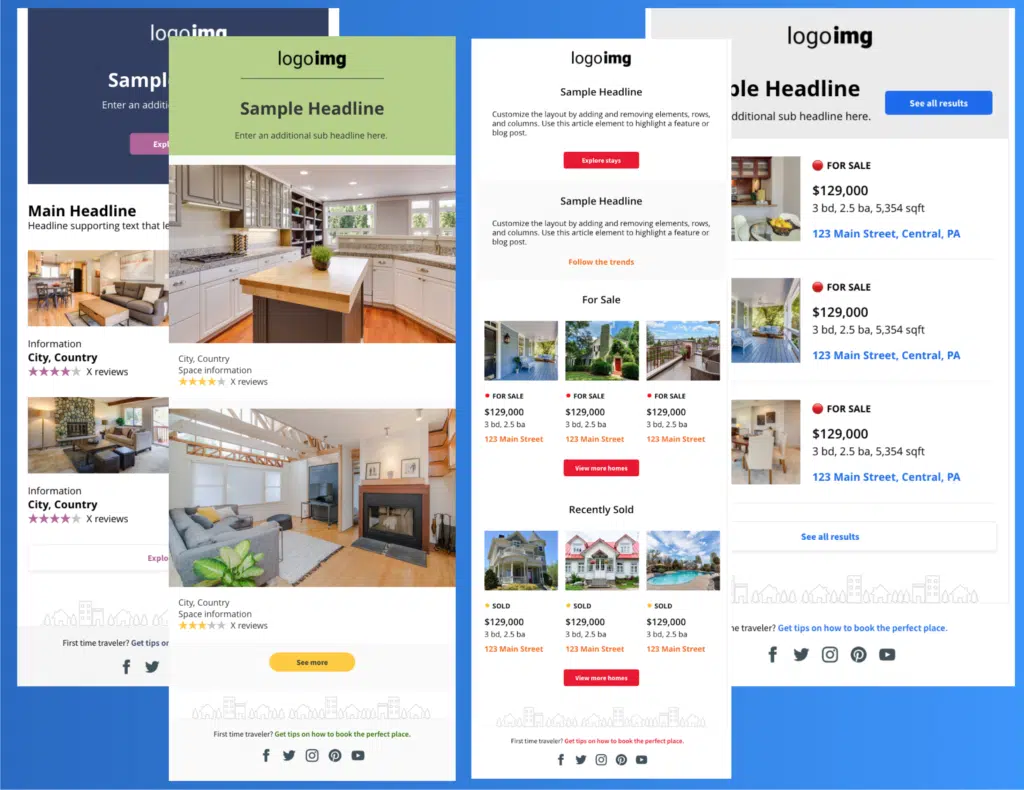 logoimg
Sampl
Enter an additi
Expl
Main Headline
Headline supporting text that le
Information
City, Country
X reviews
Information
City, Country
X reviews
Explo
First time traveler? Get tips o
logoimg
Sample Headline
Enter an additional sub headline here.
City, Country
Space information
X reviews
City, Country
Space information
X reviews
See more
First time traveler? Get tips on how to book the perfect place.
logoimg
Sample Headline
Customize the layout by adding and removing elements, rows,
and columns. Use this article element to highlight a feature or
blog post.
Explore stays
Sample Headline
Customize the layout by adding and removing elements, rows,
and columns. Use this article element to highlight a feature or
blog post.
Follow the trends
For Sale
FOR SALE FOR SALE FOR SALE
$129,000 $129,000 $129,000
3 bd, 2.5 ba 3 bd, 2.5 ba 3 bd, 2.5 ba
123 Main Street 123 Main Street 123 Main Street
View more homes
Recently Sold
SOLD SOLD SOLD
$129,000 $129,000 $129,000
3 bd, 2.5 ba 3 bd, 2.5 ba 3 bd, 2.5 ba
123 Main Street 123 Main Street 123 Main Street
View more homes
First time traveler? Get tips on how to book the perfect place.
logoimg
ple Headline
dditional sub headline here.
See all results
FOR SALE
$129,000
3 bd, 2.5 ba, 5,354 sqft
123 Main Street, Central, PA
FOR SALE
$129,000
3 bd, 2.5 ba, 5,354 sqft
123 Main Street, Central, PA
FOR SALE
$129,000
3 bd, 2.5 ba, 5,354 sqft
123 Main Street, Central, PA
See all results
me traveler? Get tips on how to book the perfect place.